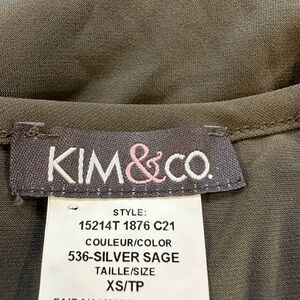 KIM&CO.
STYLE:
15214T 1876 C21
COULEUR/COLOR
536-SILVER SAGE
TAILLE/SIZE
XS/TP